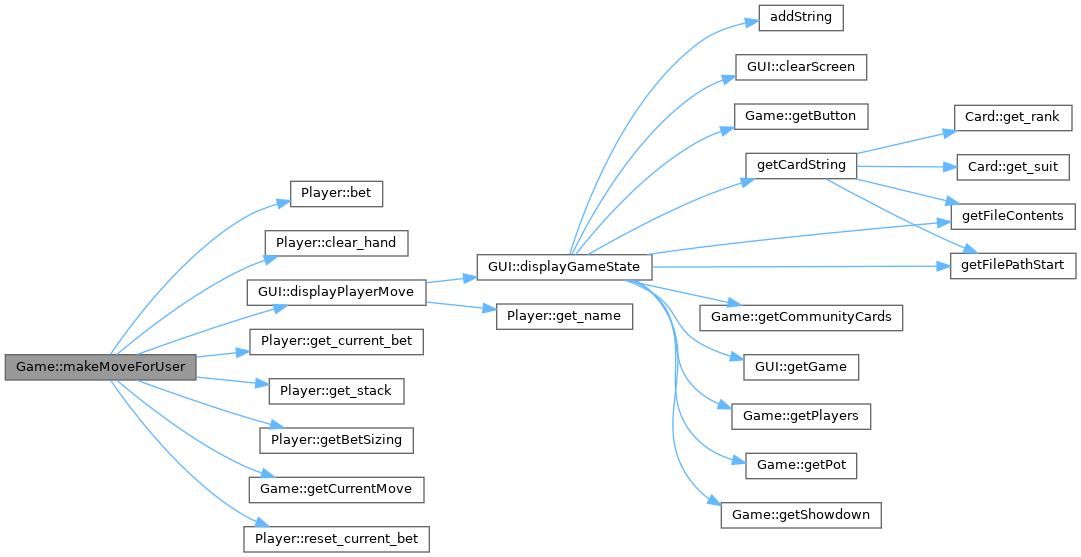 Game::makeMoveForUser
Player::bet
Player::clear_hand
GUI::displayPlayerMove
Player::get_current_bet
Player::get_stack
Player::getBetSizing
Game::getCurrentMove
Player::reset_current_bet
GUI::displayGameState
Player::get_name
addString
GUI::clearScreen
Game::getButton
getCardString
Game::getCommunityCards
GUI::getGame
Game::getPlayers
Game::getPot
Game::getShowdown
Card::get_rank
Card::get_suit
getFileContents
getFilePathStart